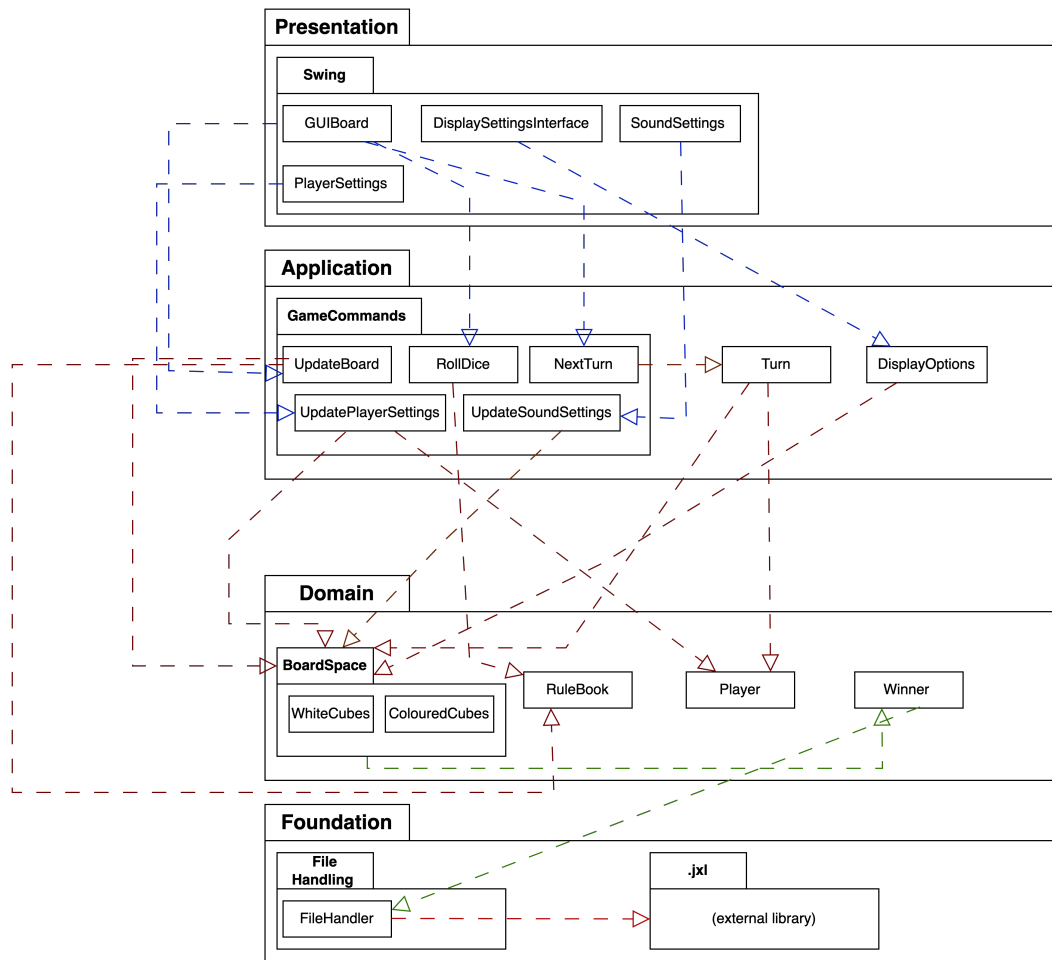 Presentation
Swing
GUIBoard
DisplaySettingsInterface
SoundSettings
PlayerSettings
Application
GameCommands
UpdateBoard
RollDice
NextTurn
Turn
DisplayOptions
UpdatePlayerSettings
UpdateSoundSettings
Domain
BoardSpace
WhiteCubes
ColouredCubes
RuleBook
Player
Winner
Foundation
File
Handling
FileHandler
.jxl
(external library)